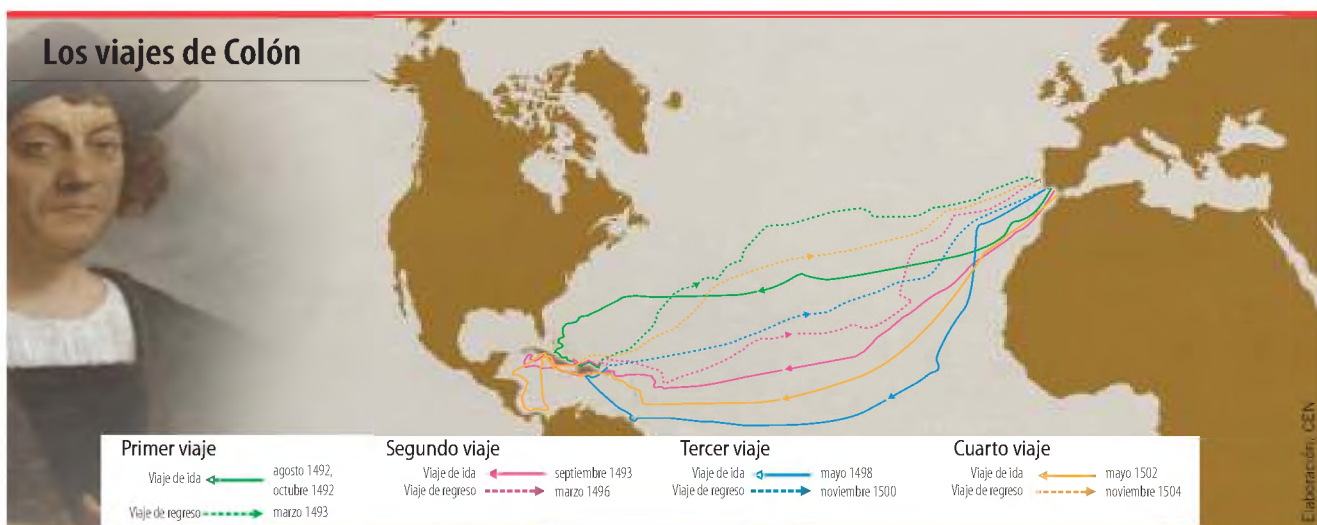 Los viajes de Colón
Primer viaje
Viaje de ida agosto 1492,
octubre 1492
Viaje de regreso marzo 1493
Segundo viaje
Viaje de ida septiembre 1493
Viaje de regreso marzo 1496
Tercer viaje
Viaje de ida mayo 1498
Viaje de regreso noviembre 1500
Cuarto viaje
Viaje de ida mayo 1502
Viaje de regreso noviembre 1504
Elaboración: CEN